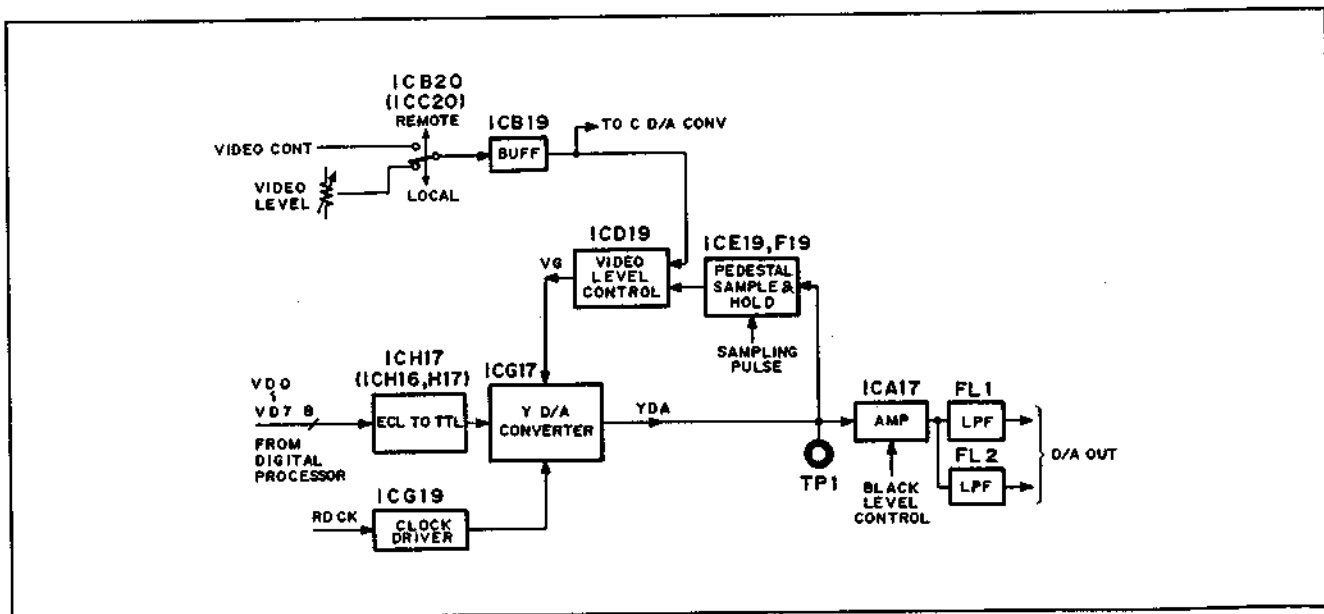 ICB20
(ICC20)
REMOTE
ICB19
TO C D/A CONV
VIDEO CONT
BUFF
VIDEO
LEVEL
LOCAL
ICD19
ICE19, F19
VG
VIDEO
LEVEL
CONTROL
PEDESTAL
SAMPLE &
HOLD
SAMPLING
PULSE
ICH17
(ICH16, H17)
ICG17
ICA17
FL1
VD0
VD7 8
ECL TO TTL
Y D/A
CONVERTER
YDA
AMP
LPF
FROM
DIGITAL
PROCESSOR
TP1
FL2
LPF
D/A OUT
BLACK
LEVEL
CONTROL
ICG19
RDCK
CLOCK
DRIVER